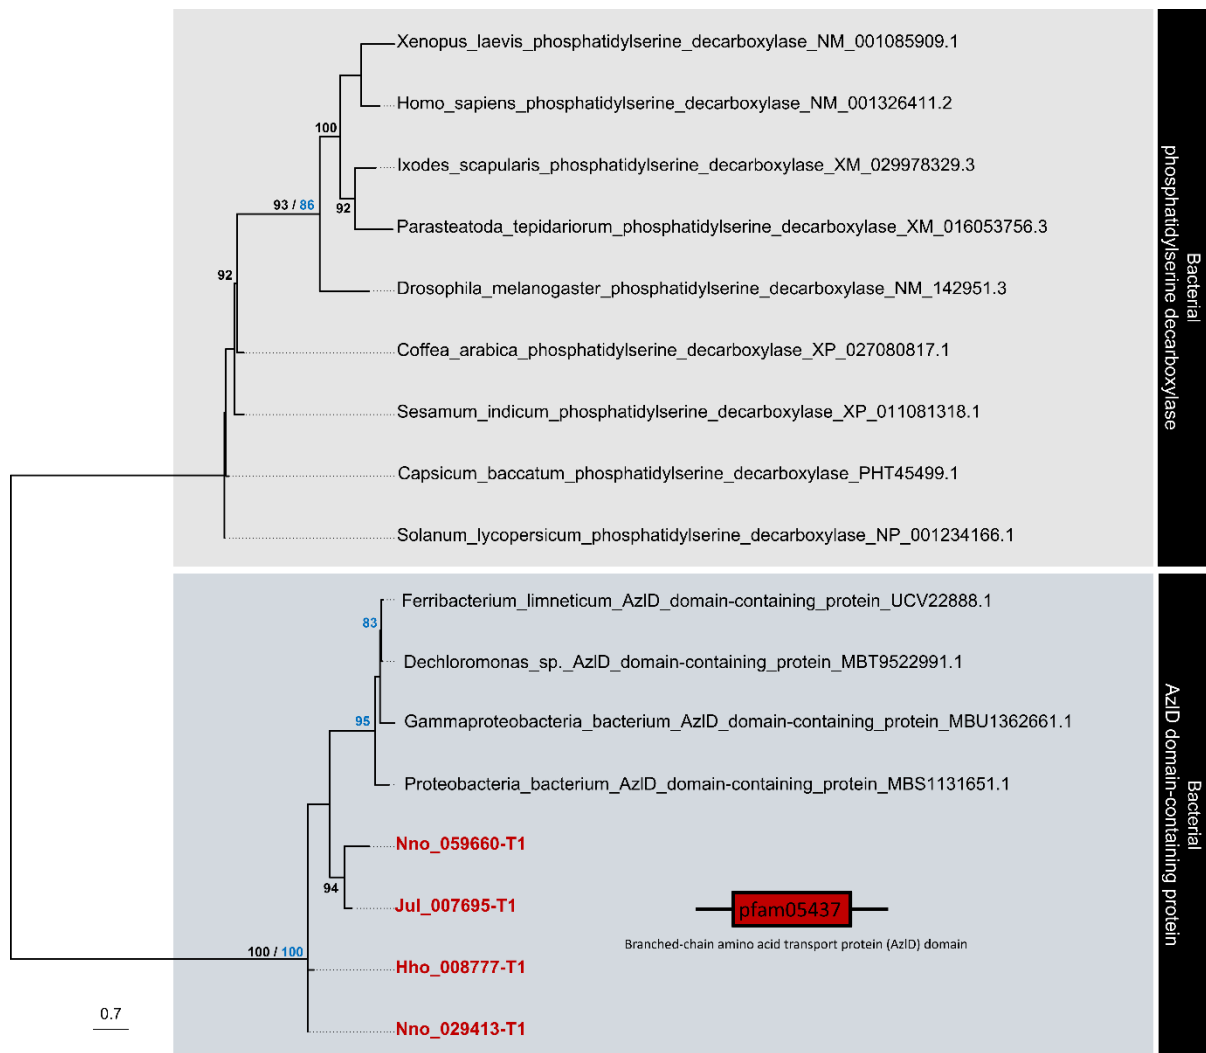 Xenopus_laevis_phosphatidylserine_decarboxylase_NM_001085909.1
Homo_sapiens_phosphatidylserine_decarboxylase_NM_001326411.2
100
Ixodes_scapularis_phosphatidylserine_decarboxylase_XM_029978329.3
93 / 86
92
Parasteatoda_tepidariorum_phosphatidylserine_decarboxylase_XM_016053756.3
92
Drosophila_melanogaster_phosphatidylserine_decarboxylase_NM_142951.3
Coffea_arabica_phosphatidylserine_decarboxylase_XP_027080817.1
Sesamum_indicum_phosphatidylserine_decarboxylase_XP_011081318.1
Capsicum_baccatum_phosphatidylserine_decarboxylase_PHT45499.1
Solanum_lycopersicum_phosphatidylserine_decarboxylase_NP_001234166.1
Bacterial
phosphatidylserine decarboxylase
Ferribacterium_limneticum_AzlD_domain-containing_protein_UCV22888.1
83
Dechloromonas_sp._AzlD_domain-containing_protein_MBT9522991.1
95
Gammaproteobacteria_bacterium_AzlD_domain-containing_protein_MBU1362661.1
Proteobacteria_bacterium_AzlD_domain-containing_protein_MBS1131651.1
Nno_059660-T1
94
Jul_007695-T1
pfam05437
Branched-chain amino acid transport protein (AzlD) domain
100 / 100
Hho_008777-T1
Nno_029413-T1
Bacterial
AzlD domain-containing protein
0.7